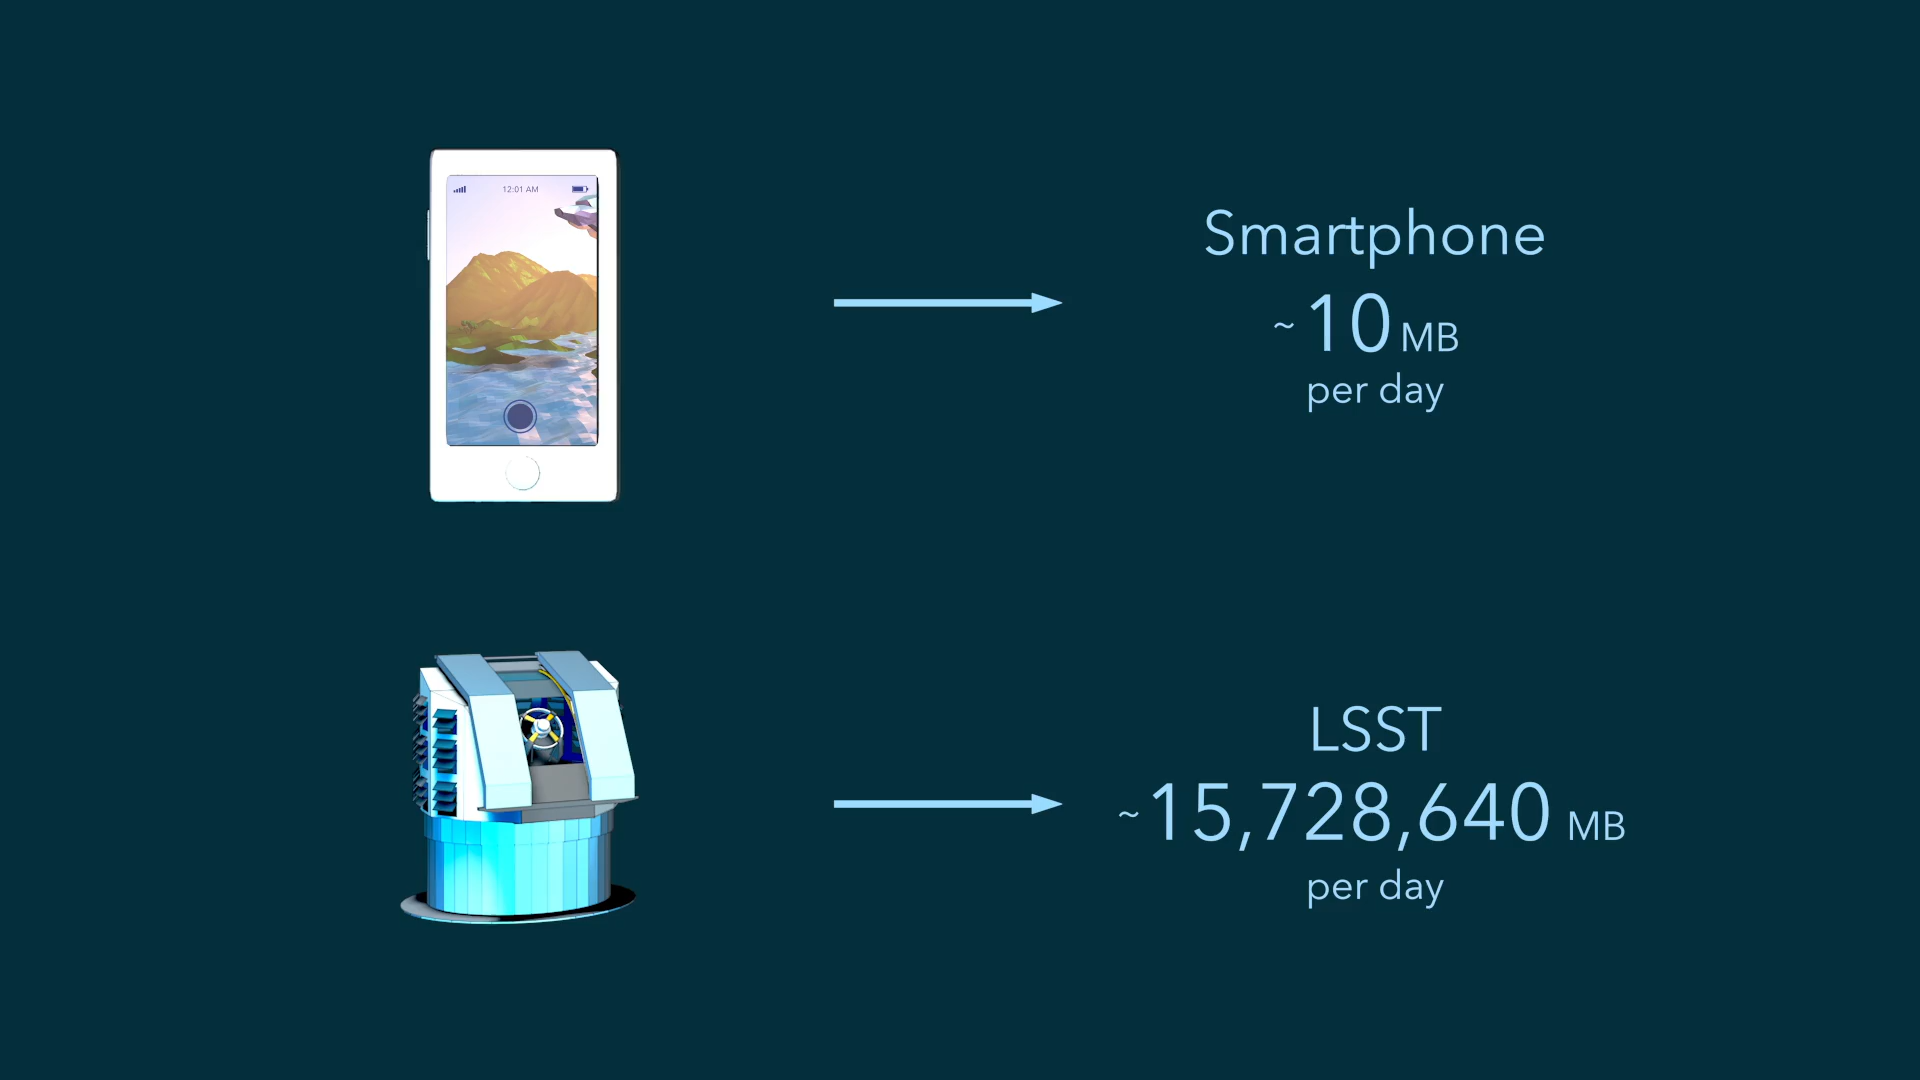 12:01 AM
Smartphone
~10 MB
per day
LSST
~15,728,640 MB
per day